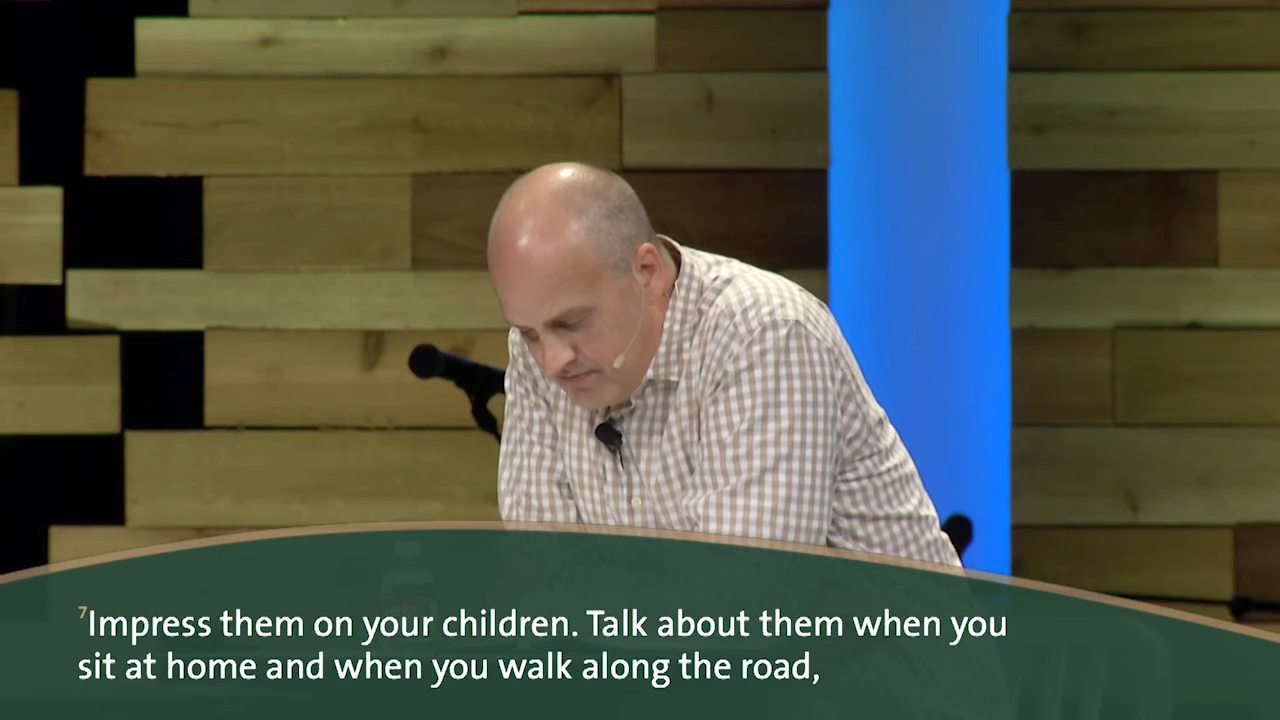 ⁷Impress them on your children. Talk about them when you
sit at home and when you walk along the road,